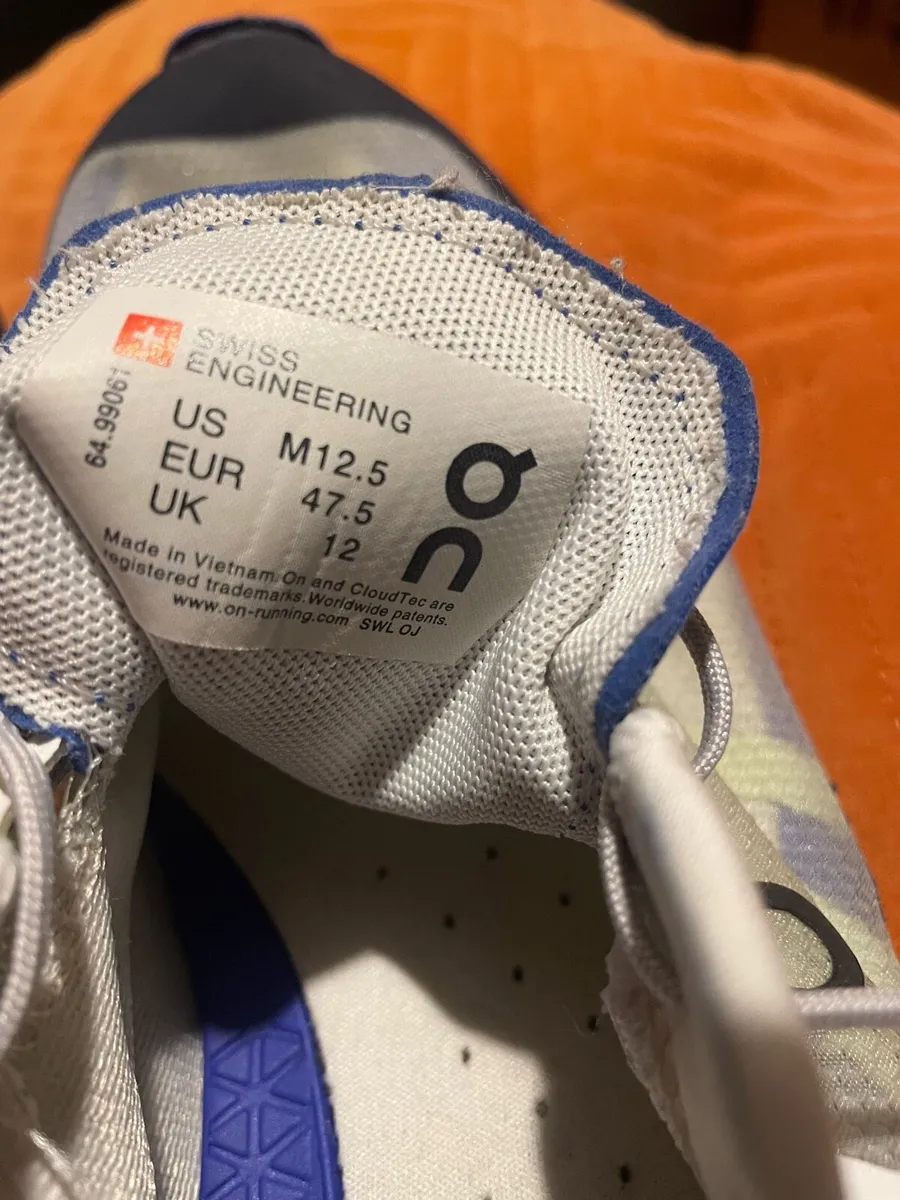 SWISS
ENGINEERING
64.99061
US M12.5
EUR 47.5
UK 12
On
Made in Vietnam. On and CloudTec are
registered trademarks. Worldwide patents.
www.on-running.com SWL OJ